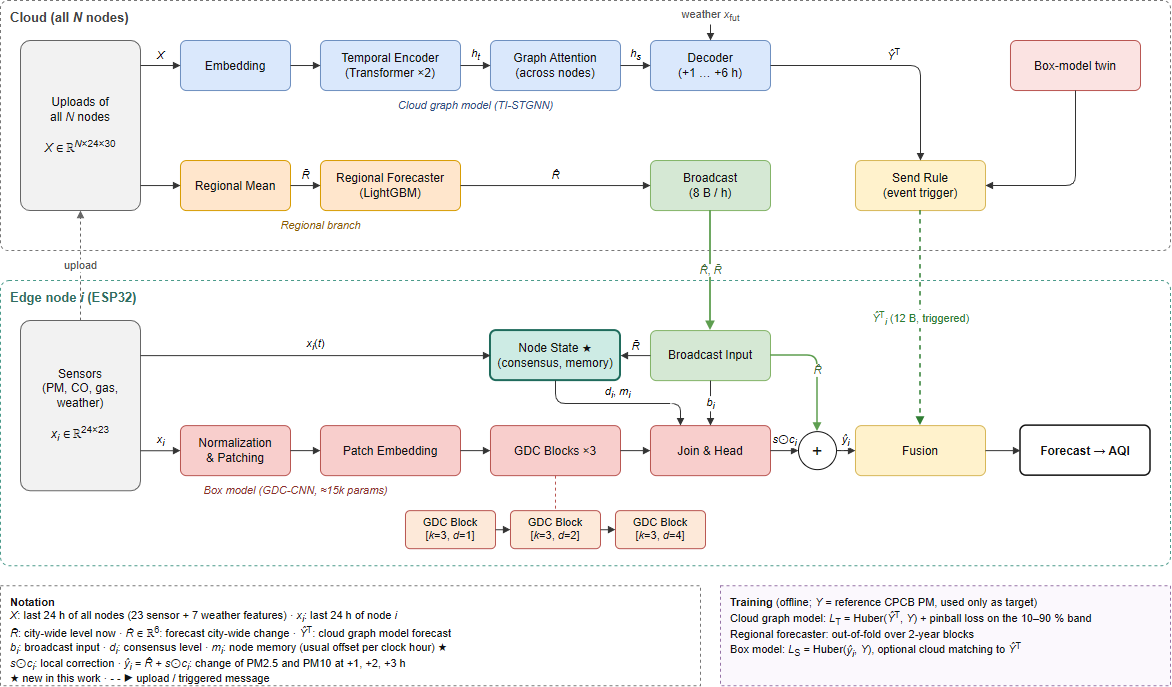 Cloud (all N nodes)
weather x_fut
Uploads of
all N nodes
X ∈ ℝ^N×24×30
X
Embedding
Temporal Encoder
(Transformer ×2)
h_t
Graph Attention
(across nodes)
h_s
Decoder
(+1 … +6 h)
Ŷ^T
Box-model twin
Cloud graph model (TI-STGNN)
Regional Mean
R̄
Regional Forecaster
(LightGBM)
R̂
Broadcast
(8 B / h)
Send Rule
(event trigger)
Regional branch
upload
R̂, R̄
Edge node i (ESP32)
Ŷ^T_i (12 B, triggered)
Sensors
(PM, CO, gas,
weather)
x_i ∈ ℝ^24×23
x_i(t)
Node State ★
(consensus, memory)
R̄
Broadcast Input
R̂
d_i, m_i
b_i
x_i
Normalization
& Patching
Patch Embedding
GDC Blocks ×3
Join & Head
s⊙c_i
+
ŷ_i
Fusion
Forecast → AQI
Box model (GDC-CNN, ≈15k params)
GDC Block
[k=3, d=1]
GDC Block
[k=3, d=2]
GDC Block
[k=3, d=4]
Notation
X: last 24 h of all nodes (23 sensor + 7 weather features) · x_i: last 24 h of node i
R̄: city-wide level now · R̂ ∈ ℝ^6: forecast city-wide change · Ŷ^T: cloud graph model forecast
b_i: broadcast input · d_i: consensus level · m_i: node memory (usual offset per clock hour) ★
s⊙c_i: local correction · ŷ_i = R̂ + s⊙c_i: change of PM2.5 and PM10 at +1, +2, +3 h
★ new in this work · - - ▶ upload / triggered message
Training (offline; Y = reference CPCB PM, used only as target)
Cloud graph model: L_T = Huber(Ŷ^T, Y) + pinball loss on the 10–90 % band
Regional forecaster: out-of-fold over 2-year blocks
Box model: L_S = Huber(ŷ_i, Y), optional cloud matching to Ŷ^T